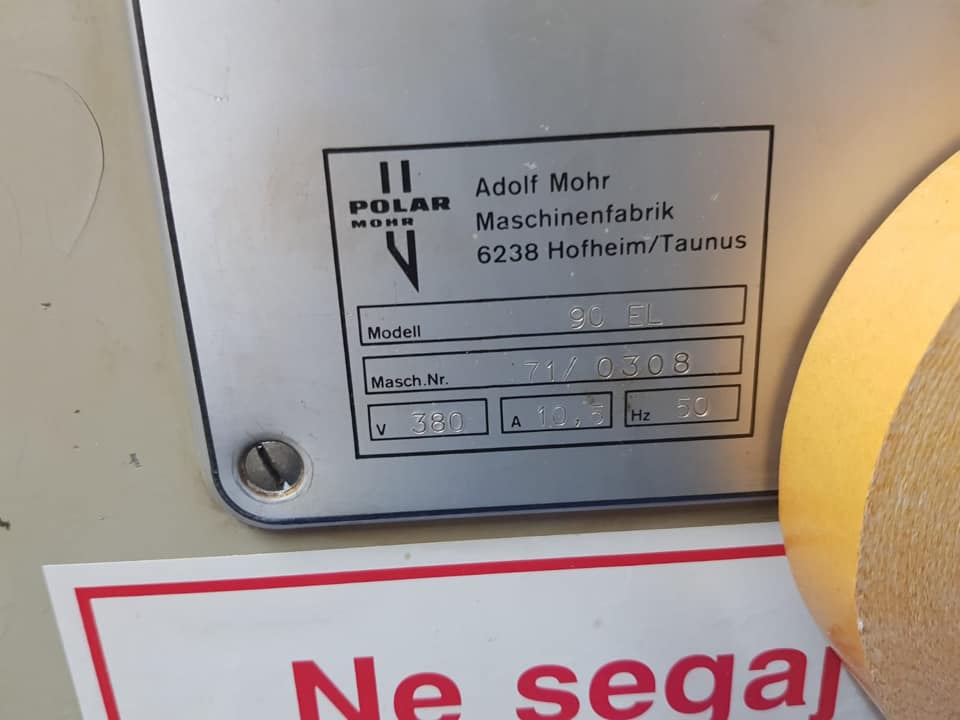 POLAR
MOHR
Adolf Mohr
Maschinenfabrik
6238 Hofheim/Taunus
Modell 90 EL
Masch.Nr. 71/ 0308
V 380 A 10,5 Hz 50
Ne segaj